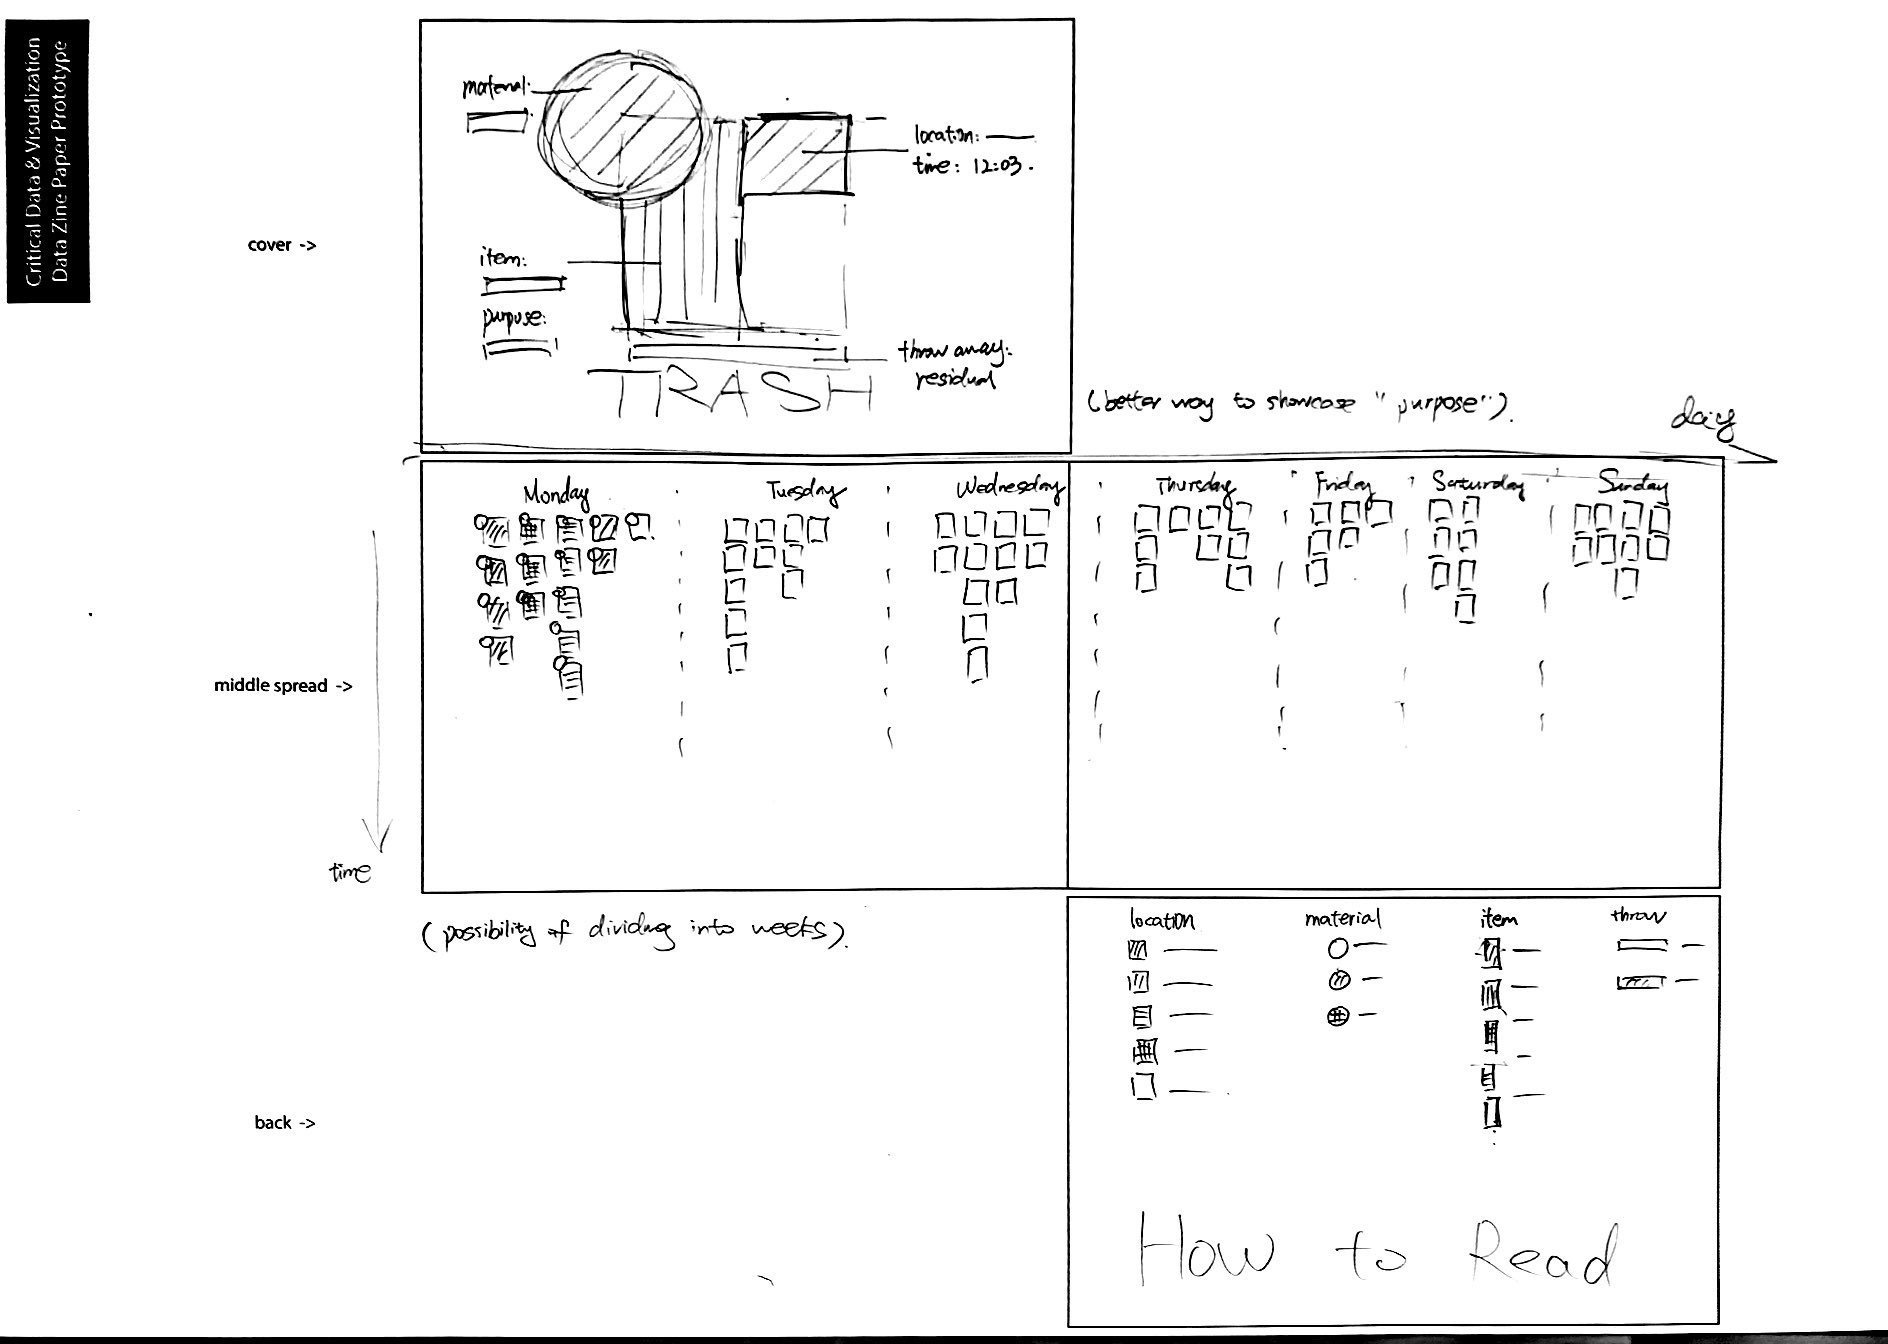 Critical Data & Visualization
Data Zine Paper Prototype
cover ->
material:
location:
time: 12:03.
item:
purpose:
throw away:
residual
TRASH
(better way to showcase "purpose").
day
Monday
Tuesday
Wednesday
Thursday
Friday
Saturday
Sunday
middle spread ->
time
(possibility of dividing into weeks).
back ->
location
material
item
throw
How to Read